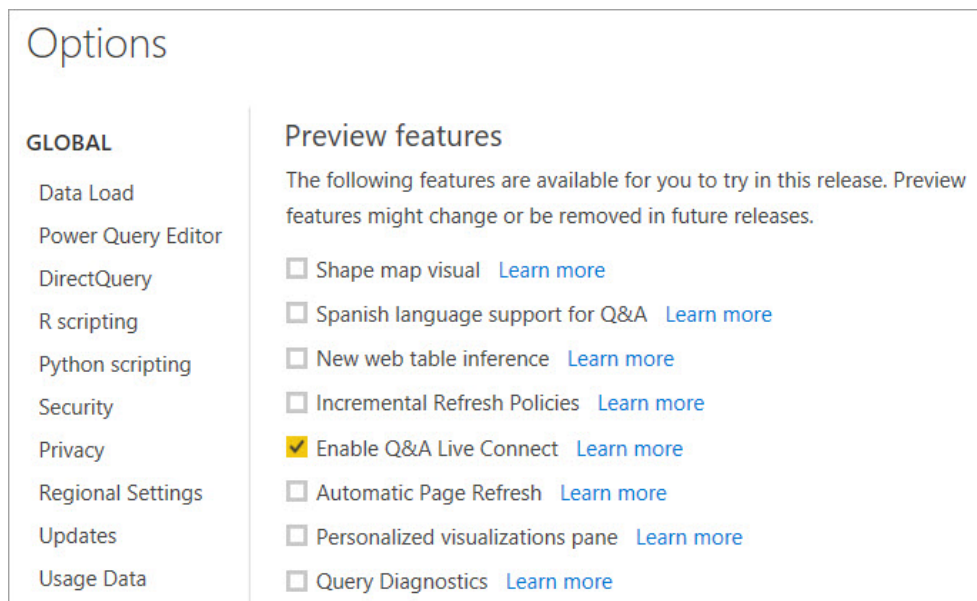 Options
GLOBAL
Data Load
Power Query Editor
DirectQuery
R scripting
Python scripting
Security
Privacy
Regional Settings
Updates
Usage Data
Preview features
The following features are available for you to try in this release. Preview
features might change or be removed in future releases.
Shape map visual Learn more
Spanish language support for Q&A Learn more
New web table inference Learn more
Incremental Refresh Policies Learn more
Enable Q&A Live Connect Learn more
Automatic Page Refresh Learn more
Personalized visualizations pane Learn more
Query Diagnostics Learn more